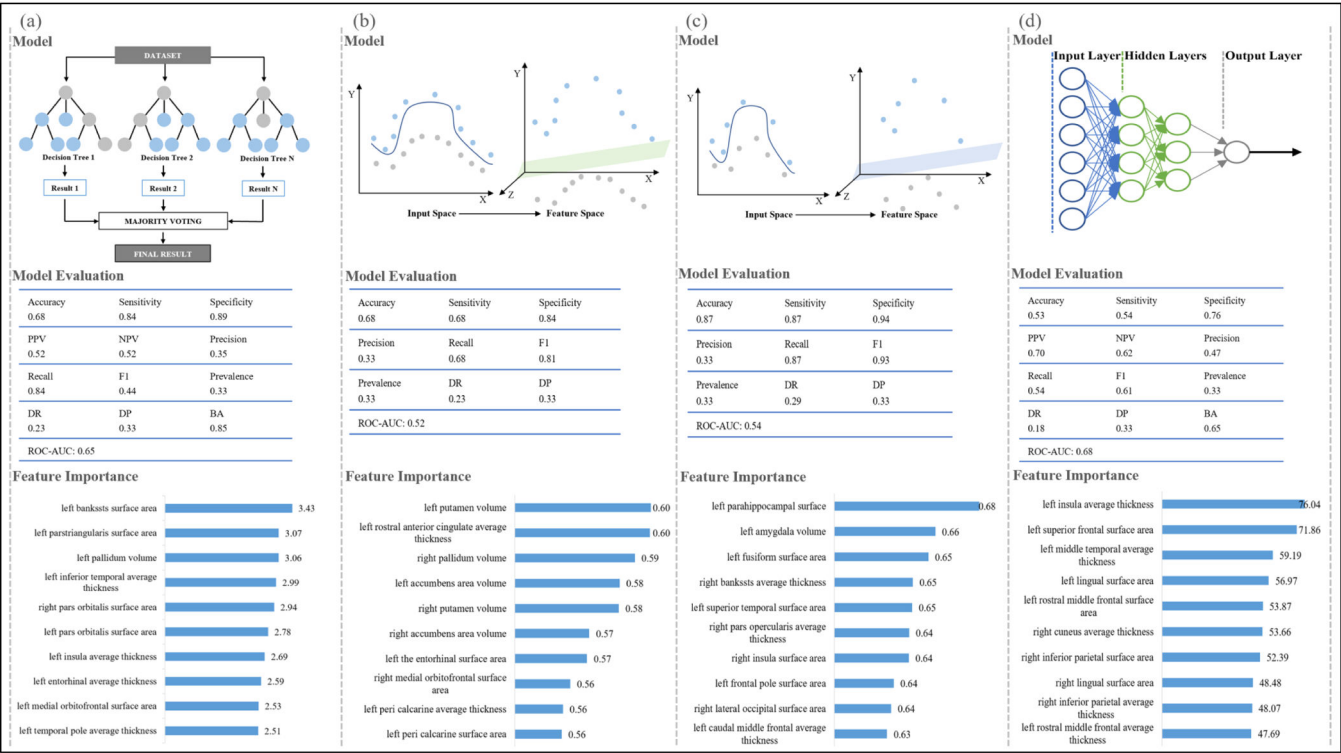 (a)
Model
DATASET
Decision Tree 1
Decision Tree 2
Decision Tree N
Result 1
Result 2
Result N
MAJORITY VOTING
FINAL RESULT
Model Evaluation
Accuracy Sensitivity Specificity
0.68 0.84 0.89
PPV NPV Precision
0.52 0.52 0.35
Recall F1 Prevalence
0.84 0.44 0.33
DR DP BA
0.23 0.33 0.85
ROC-AUC: 0.65
Feature Importance
left bankssts surface area 3.43
left parstriangularis surface area 3.07
left pallidum volume 3.06
left inferior temporal average
thickness 2.99
right pars orbitalis surface area 2.94
left pars orbitalis surface area 2.78
left insula average thickness 2.69
left entorhinal average thickness 2.59
left medial orbitofrontal surface area 2.53
left temporal pole average thickness 2.51
(b)
Model
Y
X
Y
X
Z
Input Space
Feature Space
Model Evaluation
Accuracy Sensitivity Specificity
0.68 0.68 0.84
Precision Recall F1
0.33 0.68 0.81
Prevalence DR DP
0.33 0.23 0.33
ROC-AUC: 0.52
Feature Importance
left putamen volume 0.60
left rostral anterior cingulate average
thickness 0.60
right pallidum volume 0.59
left accumbens area volume 0.58
right putamen volume 0.58
right accumbens area volume 0.57
left the entorhinal surface area 0.57
right medial orbitofrontal surface
area 0.56
left peri calcarine average thickness 0.56
left peri calcarine surface area 0.56
(c)
Model
Y
X
Y
X
Z
Input Space
Feature Space
Model Evaluation
Accuracy Sensitivity Specificity
0.87 0.87 0.94
Precision Recall F1
0.33 0.87 0.93
Prevalence DR DP
0.33 0.29 0.33
ROC-AUC: 0.54
Feature Importance
left parahippocampal surface 0.68
left amygdala volume 0.66
left fusiform surface area 0.65
right bankssts average thickness 0.65
left superior temporal surface area 0.65
right pars opercularis average
thickness 0.64
right insula surface area 0.64
left frontal pole surface area 0.64
right lateral occipital surface area 0.64
left caudal middle frontal average
thickness 0.63
(d)
Model
Input Layer
Hidden Layers
Output Layer
Model Evaluation
Accuracy Sensitivity Specificity
0.53 0.54 0.76
PPV NPV Precision
0.70 0.62 0.47
Recall F1 Prevalence
0.54 0.61 0.33
DR DP BA
0.18 0.33 0.65
ROC-AUC: 0.68
Feature Importance
left insula average thickness 76.04
left superior frontal surface area 71.86
left middle temporal average
thickness 59.19
left lingual surface area 56.97
left rostral middle frontal surface
area 53.87
right cuneus average thickness 53.66
right inferior parietal surface area 52.39
right lingual surface area 48.48
right inferior parietal average
thickness 48.07
left rostral middle frontal average
thickness 47.69